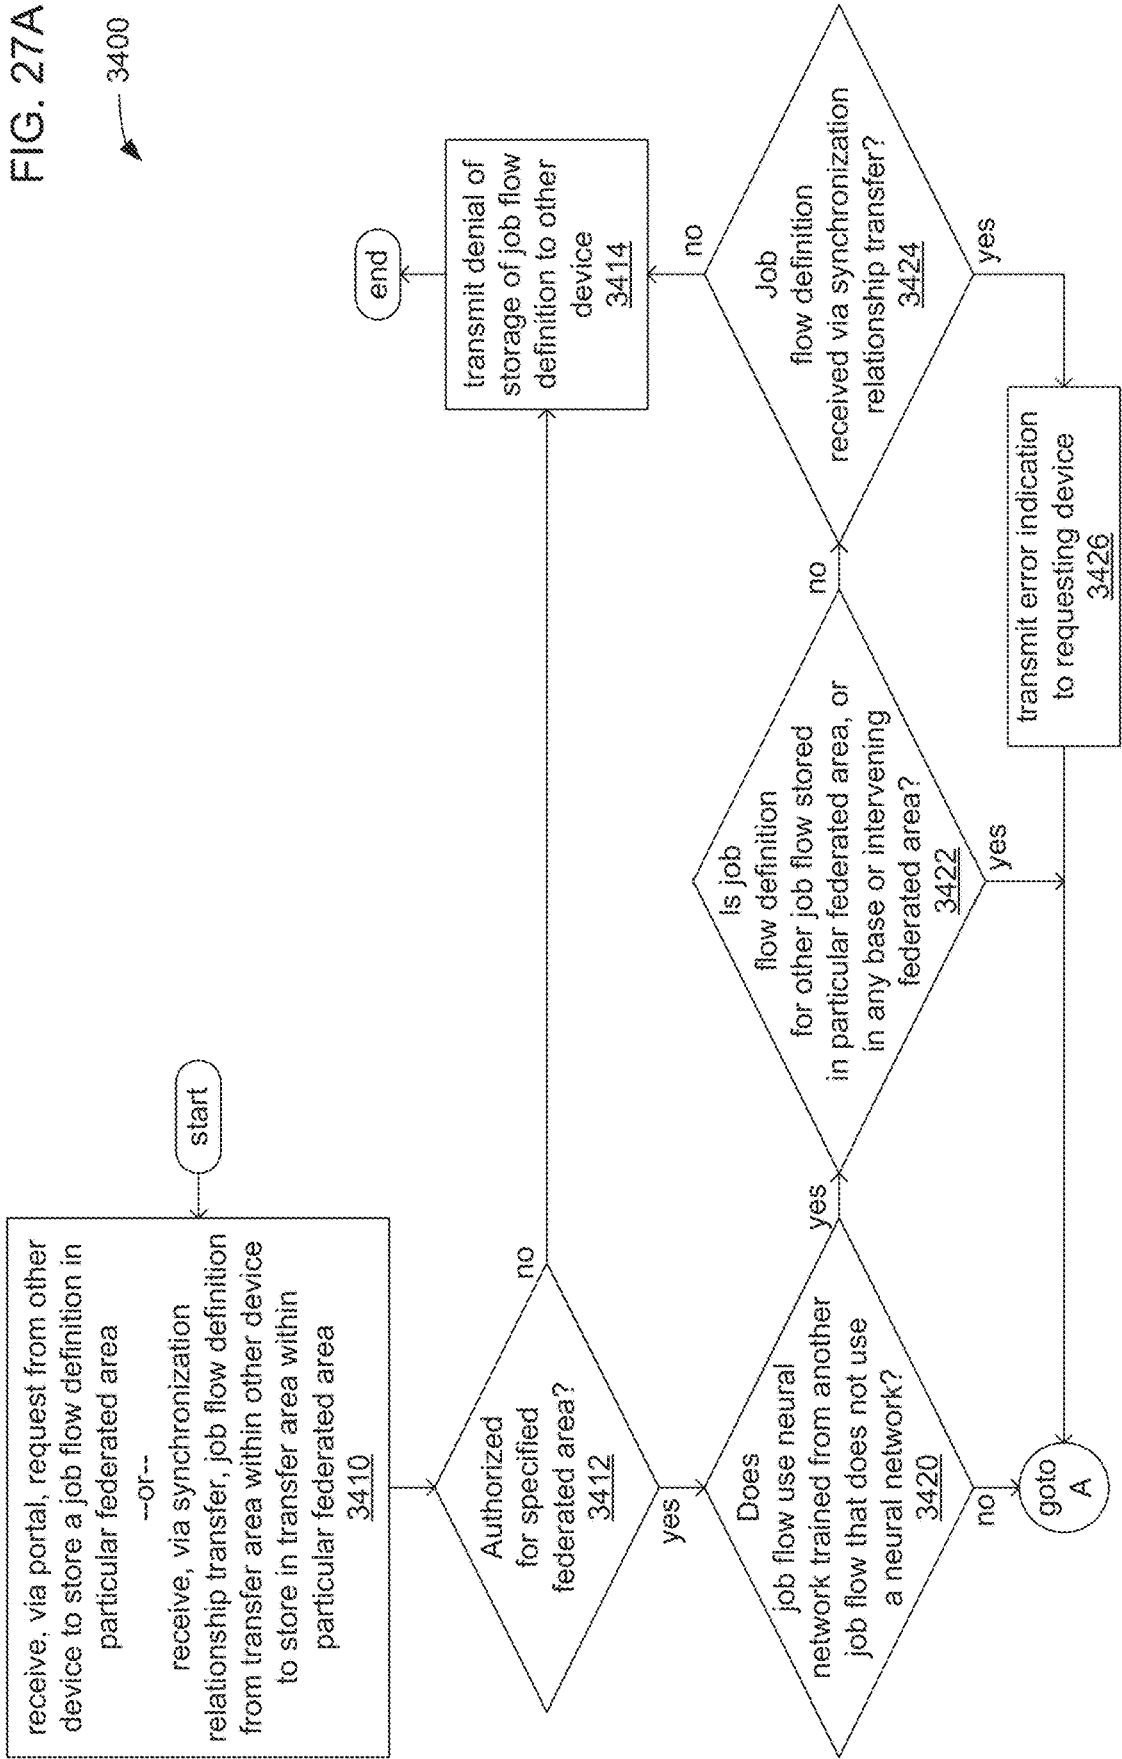 FIG. 27A
3400
start
receive, via portal, request from other
device to store a job flow definition in
particular federated area
--or--
receive, via synchronization
relationship transfer, job flow definition
from transfer area within other device
to store in transfer area within
particular federated area
3410
Authorized
for specified
federated area?
3412
no
yes
transmit denial of
storage of job flow
definition to other
device
3414
end
Does
job flow use neural
network trained from another
job flow that does not use
a neural network?
3420
yes
no
Is job
flow definition
for other job flow stored
in particular federated area, or
in any base or intervening
federated area?
3422
no
yes
Job
flow definition
received via synchronization
relationship transfer?
3424
no
yes
transmit error indication
to requesting device
3426
goto
A